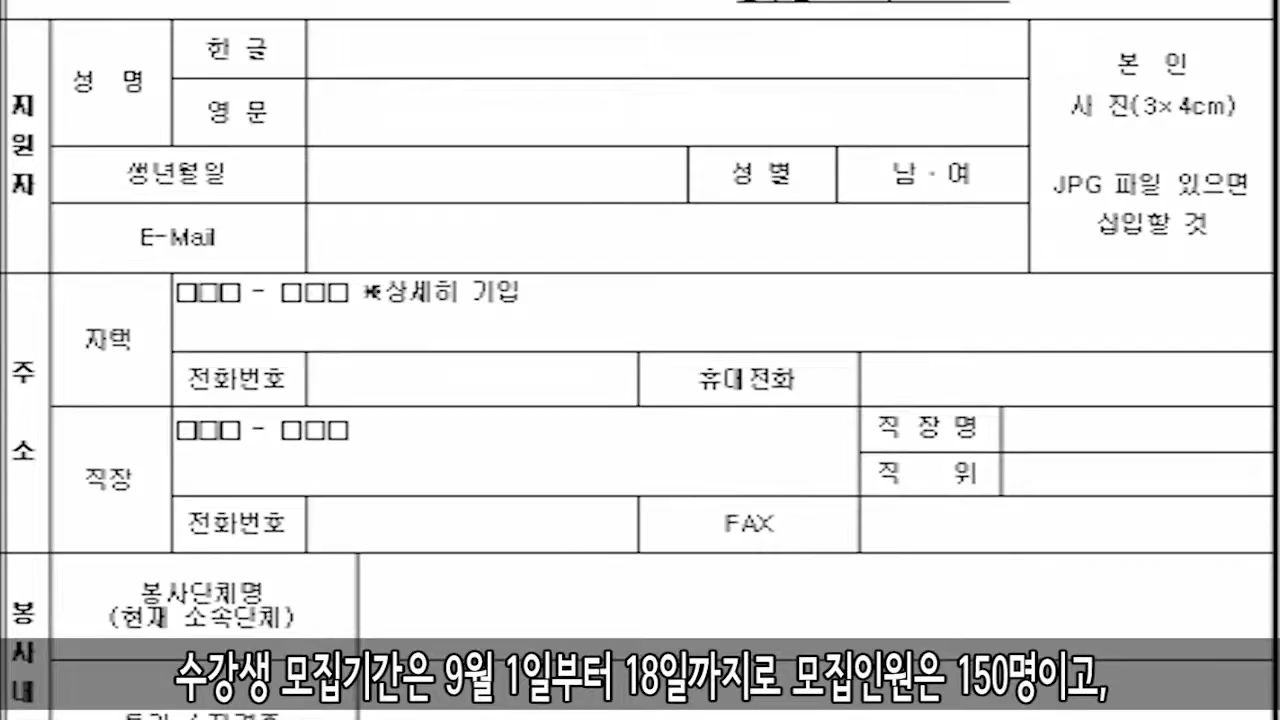 지원자
성 명
한 글
영 문
생년월일
성 별
남 · 여
E-Mail
본 인
사 진(3×4cm)
JPG 파일 있으면
삽입할 것
주소
자택
□□□ - □□□ ※상세히 기입
전화번호
휴대전화
직장
□□□ - □□□
직 장 명
직 위
전화번호
FAX
봉사내
봉사단체명
(현재 소속단체)
수강생 모집기간은 9월 1일부터 18일까지로 모집인원은 150명이고,